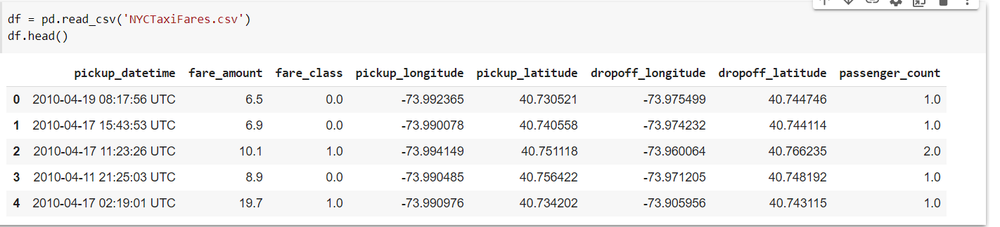 df = pd.read_csv('NYCTaxiFares.csv')
df.head()
pickup_datetime fare_amount fare_class pickup_longitude pickup_latitude dropoff_longitude dropoff_latitude passenger_count
0 2010-04-19 08:17:56 UTC 6.5 0.0 -73.992365 40.730521 -73.975499 40.744746 1.0
1 2010-04-17 15:43:53 UTC 6.9 0.0 -73.990078 40.740558 -73.974232 40.744114 1.0
2 2010-04-17 11:23:26 UTC 10.1 1.0 -73.994149 40.751118 -73.960064 40.766235 2.0
3 2010-04-11 21:25:03 UTC 8.9 0.0 -73.990485 40.756422 -73.971205 40.748192 1.0
4 2010-04-17 02:19:01 UTC 19.7 1.0 -73.990976 40.734202 -73.905956 40.743115 1.0